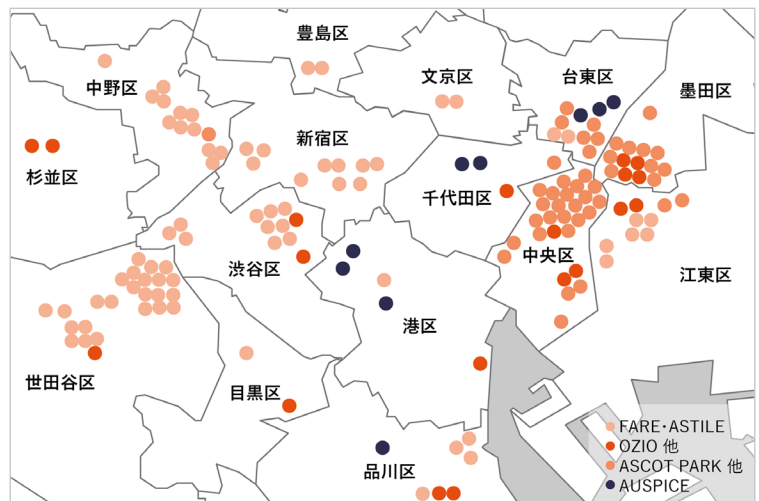 豊島区
中野区
文京区
台東区
墨田区
新宿区
杉並区
千代田区
渋谷区
中央区
江東区
港区
世田谷区
目黒区
品川区
FARE・ASTILE
OZIO 他
ASCOT PARK 他
AUSPICE